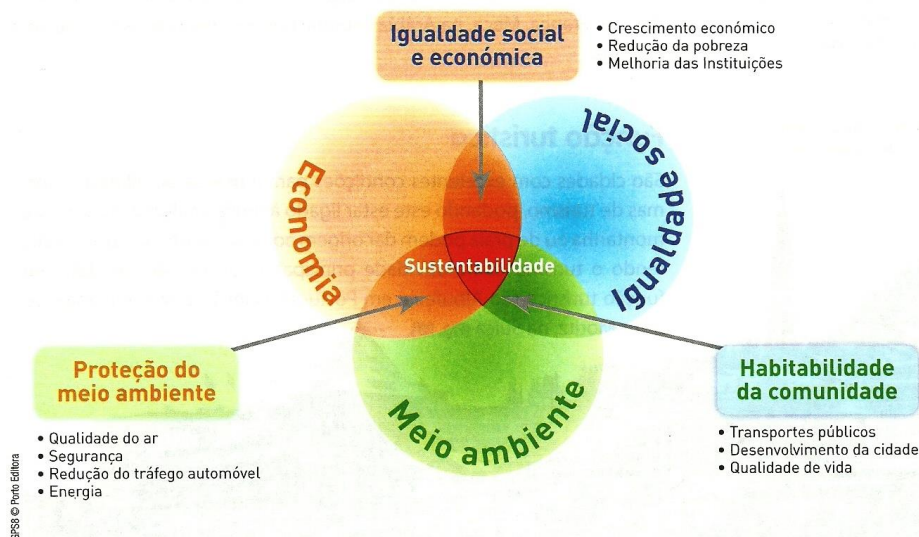 Igualdade social
e económica
• Crescimento económico
• Redução da pobreza
• Melhoria das Instituições
Economia
Igualdade social
Sustentabilidade
Meio ambiente
Proteção do
meio ambiente
• Qualidade do ar
• Segurança
• Redução do tráfego automóvel
• Energia
Habitabilidade
da comunidade
• Transportes públicos
• Desenvolvimento da cidade
• Qualidade de vida
GPS8 © Porto Editora